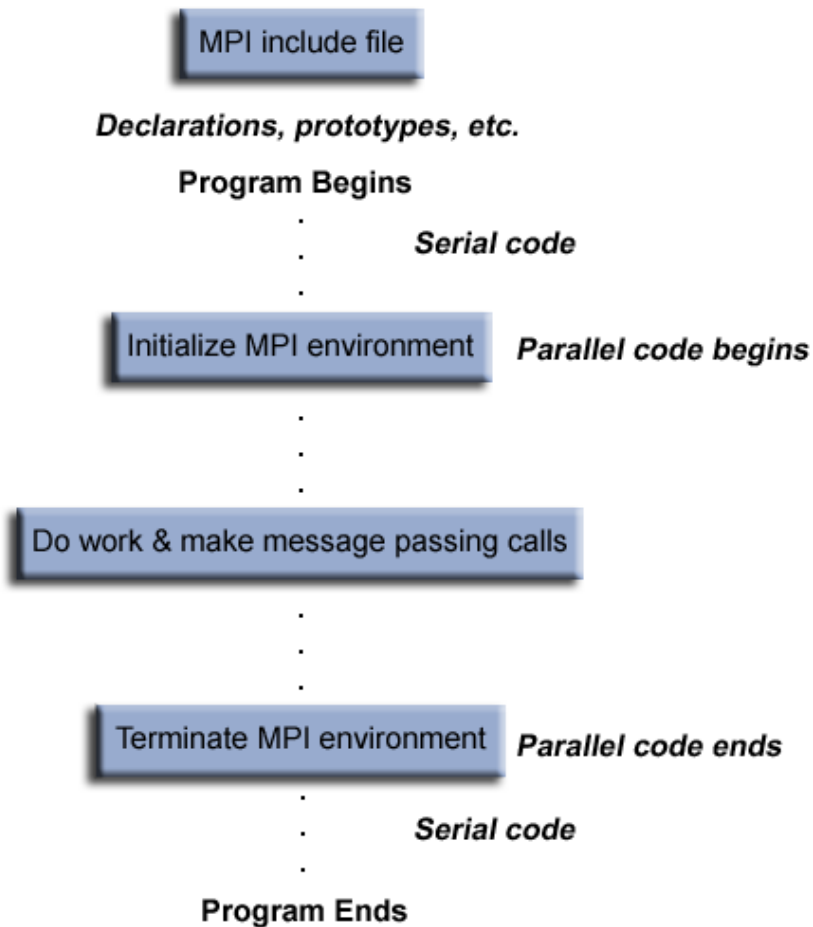 MPI include file
Declarations, prototypes, etc.
Program Begins
.
. Serial code
.
Initialize MPI environment Parallel code begins
.
.
.
Do work & make message passing calls
.
.
.
Terminate MPI environment Parallel code ends
.
. Serial code
.
Program Ends